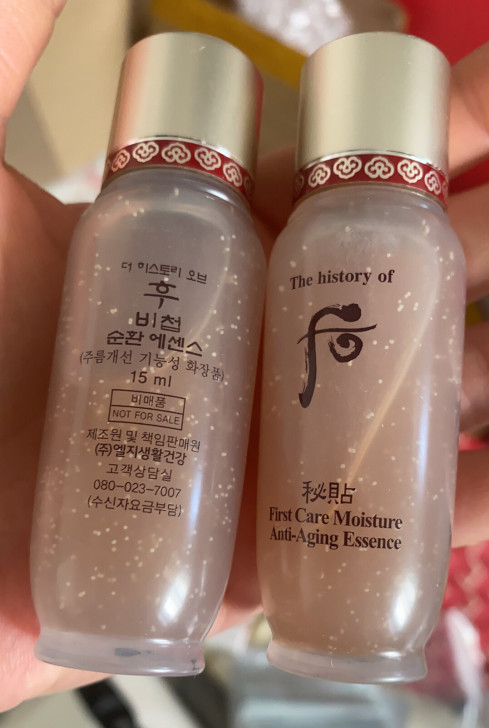 더 히스토리 오브
후
비첩
순환 에센스
(주름개선 기능성 화장품)
15 ml
비매품
NOT FOR SALE
제조원 및 책임판매원
(주)엘지생활건강
고객상담실
080-023-7007
(수신자요금부담)
The history of
后
秘貼
First Care Moisture
Anti-Aging Essence